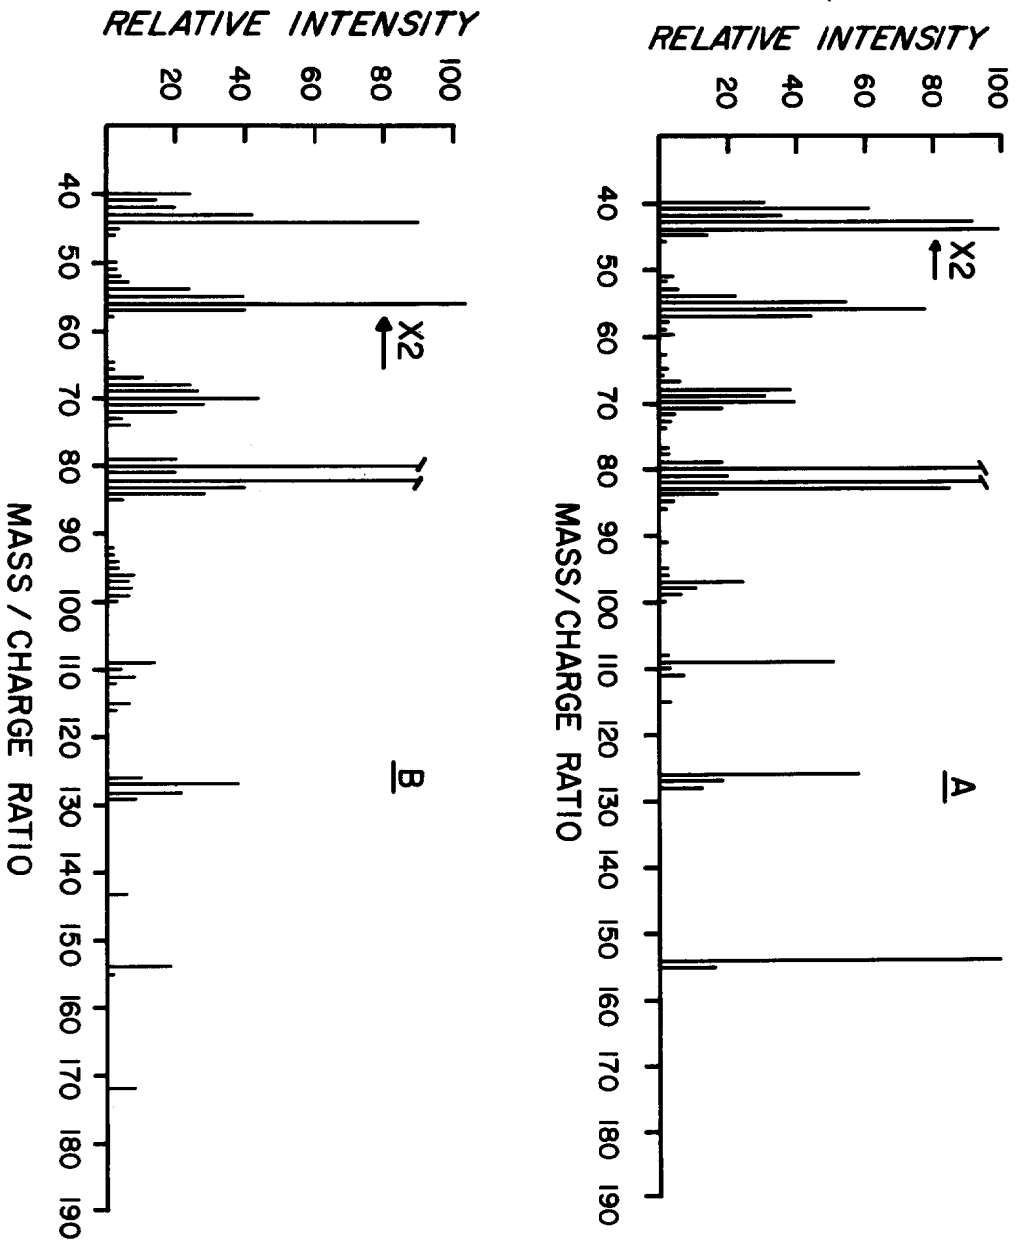 RELATIVE INTENSITY
20 40 60 80 100
X2
B
40 50 60 70 80 90 100 110 120 130 140 150 160 170 180 190
MASS / CHARGE RATIO
RELATIVE INTENSITY
20 40 60 80 100
X2
A
40 50 60 70 80 90 100 110 120 130 140 150 160 170 180 190
MASS/CHARGE RATIO